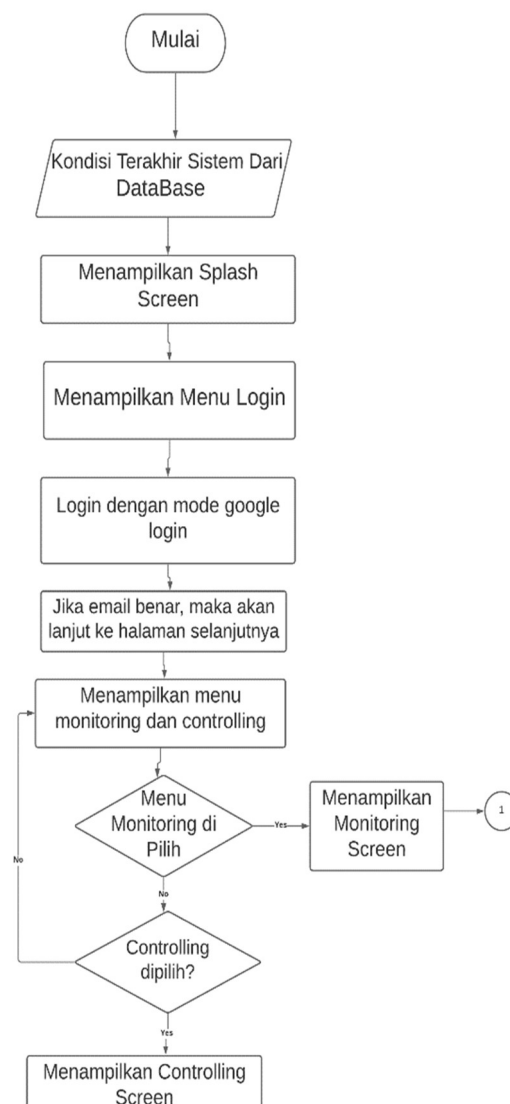 Mulai
Kondisi Terakhir Sistem Dari
DataBase
Menampilkan Splash
Screen
Menampilkan Menu Login
Login dengan mode google
login
Jika email benar, maka akan
lanjut ke halaman selanjutnya
Menampilkan menu
monitoring dan controlling
Menu
Monitoring di
Pilih
Yes
Menampilkan
Monitoring
Screen
1
No
No
Controlling
dipilih?
Yes
Menampilkan Controlling
Screen